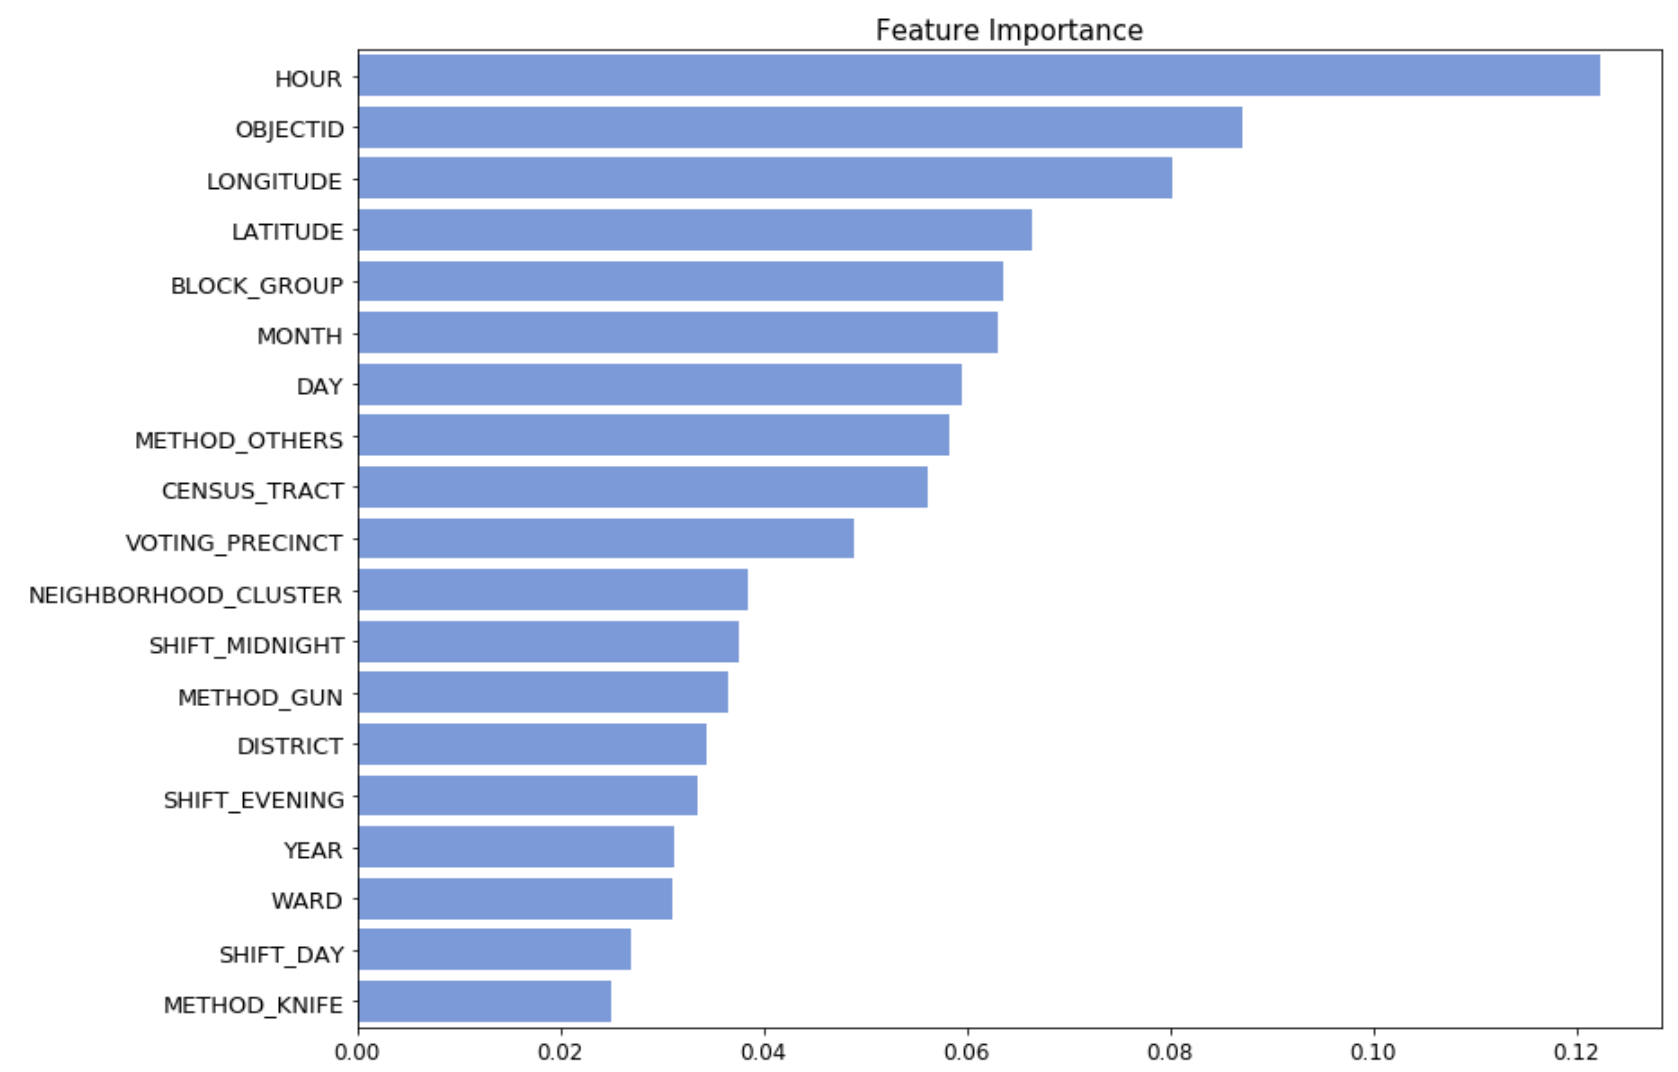 Feature Importance
HOUR
OBJECTID
LONGITUDE
LATITUDE
BLOCK_GROUP
MONTH
DAY
METHOD_OTHERS
CENSUS_TRACT
VOTING_PRECINCT
NEIGHBORHOOD_CLUSTER
SHIFT_MIDNIGHT
METHOD_GUN
DISTRICT
SHIFT_EVENING
YEAR
WARD
SHIFT_DAY
METHOD_KNIFE
0.00 0.02 0.04 0.06 0.08 0.10 0.12